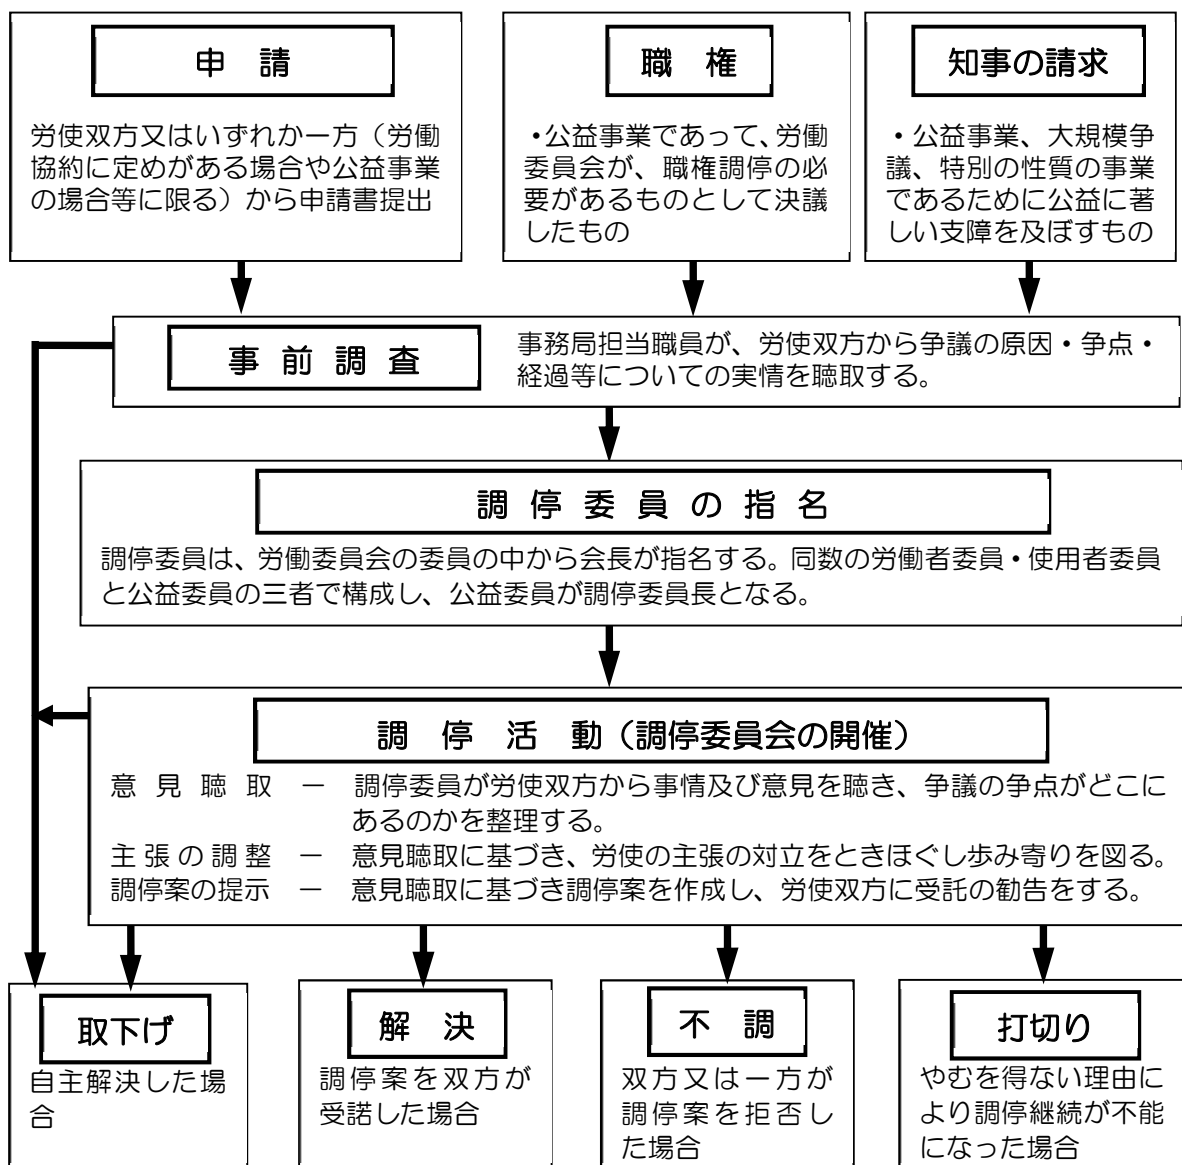 申 請
労使双方又はいずれか一方（労働
協約に定めがある場合や公益事業
の場合等に限る）から申請書提出
職 権
・公益事業であって、労働
委員会が、職権調停の必
要があるものとして決議
したもの
知事の請求
・公益事業、大規模争
議、特別の性質の事業
であるために公益に著
しい支障を及ぼすもの
事 前 調 査
事務局担当職員が、労使双方から争議の原因・争点・
経過等についての実情を聴取する。
調 停 委 員 の 指 名
調停委員は、労働委員会の委員の中から会長が指名する。同数の労働者委員・使用者委員
と公益委員の三者で構成し、公益委員が調停委員長となる。
調 停 活 動（調停委員会の開催）
意 見 聴 取 － 調停委員が労使双方から事情及び意見を聴き、争議の争点がどこに
あるのかを整理する。
主 張 の 調 整 － 意見聴取に基づき、労使の主張の対立をときほぐし歩み寄りを図る。
調停案の提示 － 意見聴取に基づき調停案を作成し、労使双方に受託の勧告をする。
取下げ
自主解決した場
合
解 決
調停案を双方が
受諾した場合
不 調
双方又は一方が
調停案を拒否し
た場合
打切り
やむを得ない理由に
より調停継続が不能
になった場合